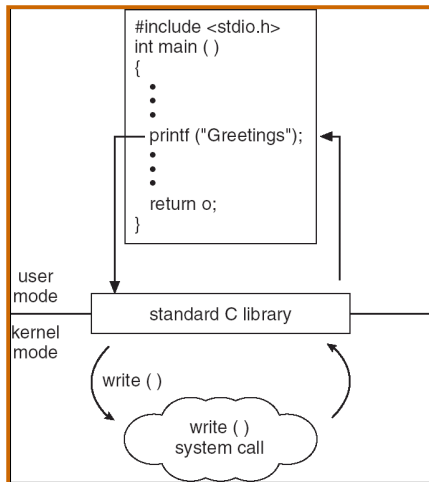 #include <stdio.h>
int main ( )
{
•
•
•
printf ("Greetings");
•
•
•
return o;
}
user
mode
standard C library
kernel
mode
write ( )
write ( )
system call